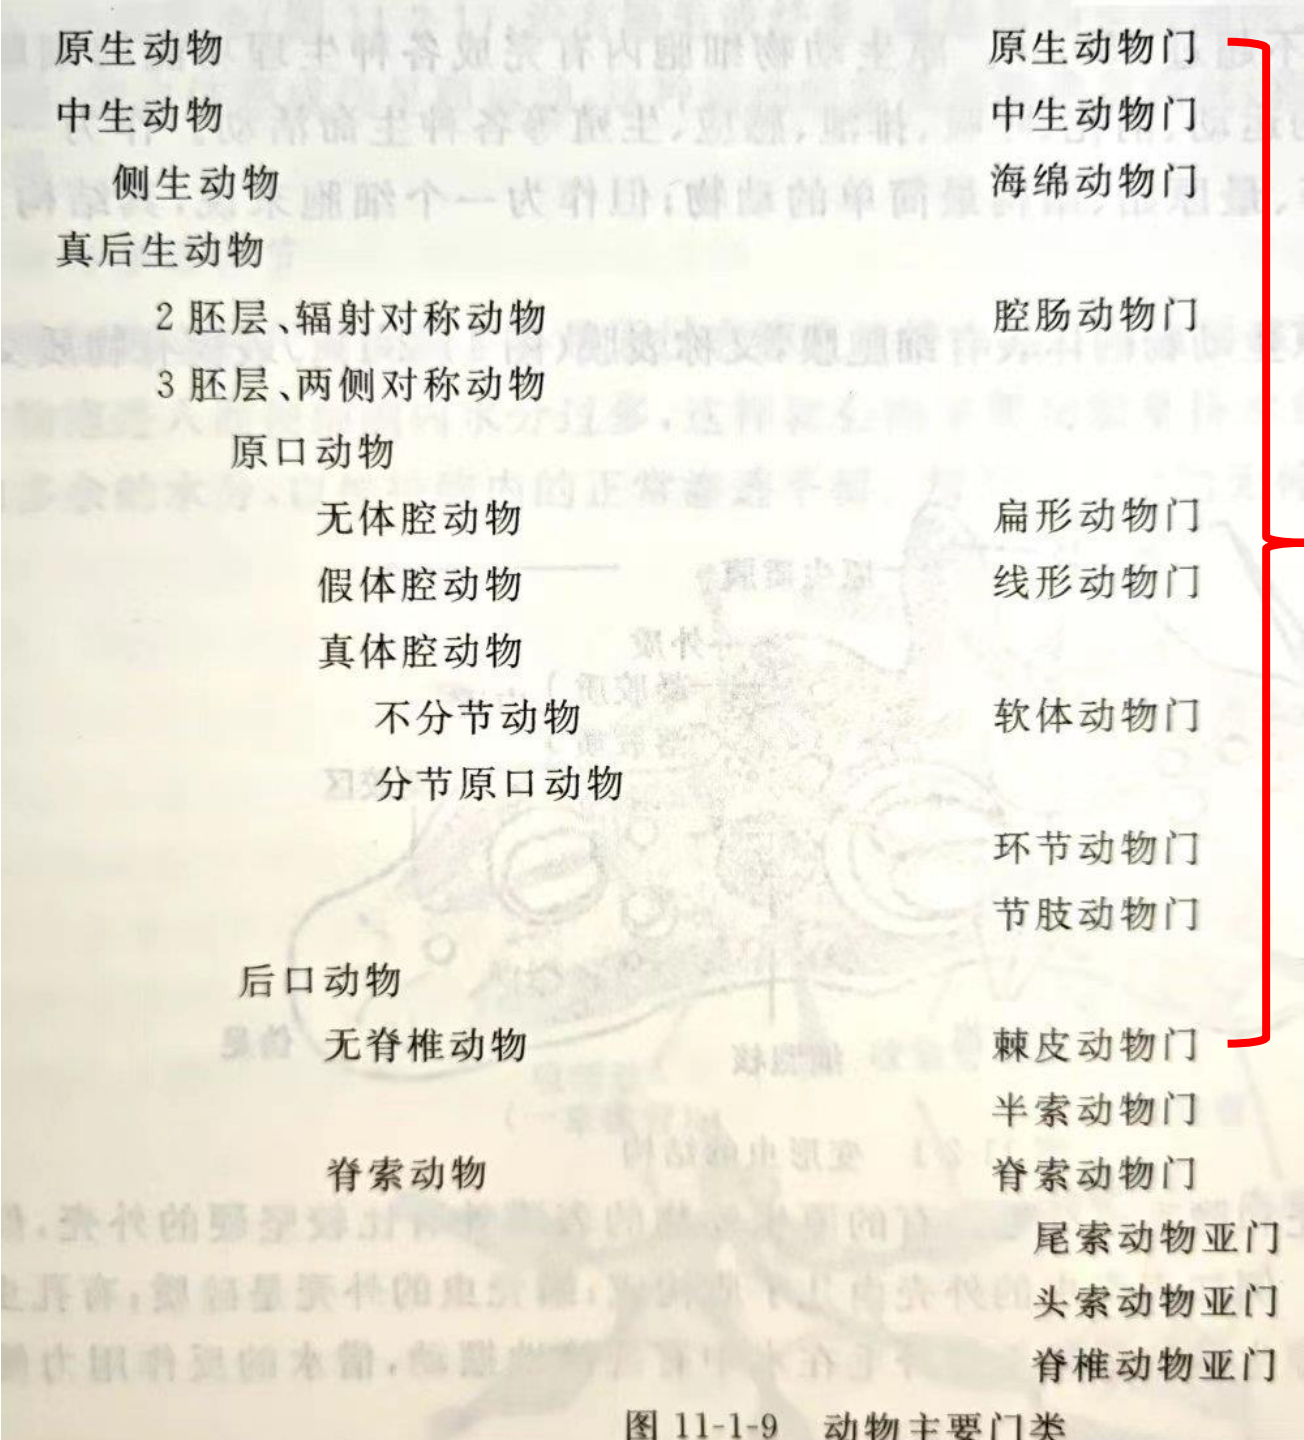 原生动物 原生动物门
中生动物 中生动物门
侧生动物 海绵动物门
真后生动物
2胚层、辐射对称动物 腔肠动物门
3胚层、两侧对称动物
原口动物
无体腔动物 扁形动物门
假体腔动物 线形动物门
真体腔动物
不分节动物 软体动物门
分节原口动物
环节动物门
节肢动物门
后口动物
无脊椎动物 棘皮动物门
半索动物门
脊索动物 脊索动物门
尾索动物亚门
头索动物亚门
脊椎动物亚门
图 11-1-9 动物主要门类